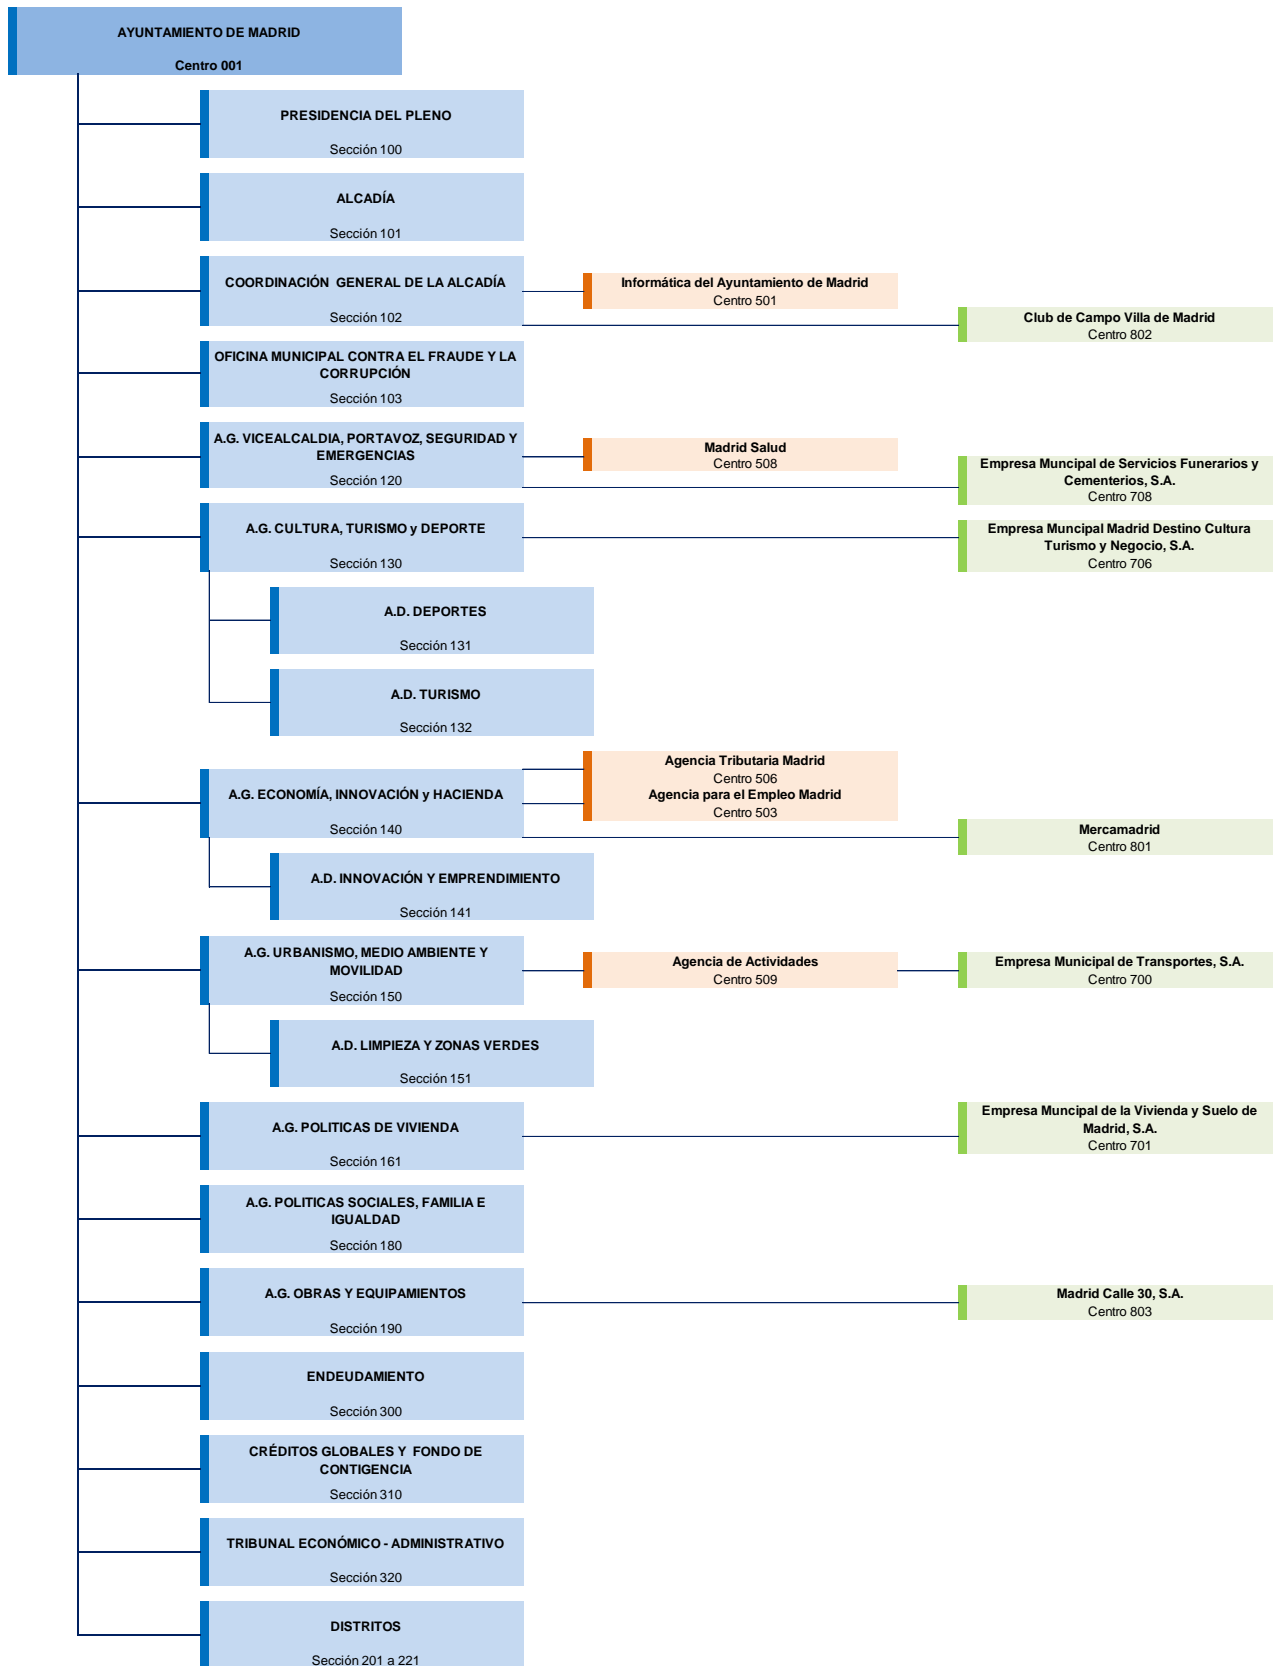 AYUNTAMIENTO DE MADRID
Centro 001
PRESIDENCIA DEL PLENO
Sección 100
ALCADÍA
Sección 101
COORDINACIÓN GENERAL DE LA ALCADÍA
Sección 102
Informática del Ayuntamiento de Madrid
Centro 501
Club de Campo Villa de Madrid
Centro 802
OFICINA MUNICIPAL CONTRA EL FRAUDE Y LA
CORRUPCIÓN
Sección 103
A.G. VICEALCALDIA, PORTAVOZ, SEGURIDAD Y
EMERGENCIAS
Sección 120
Madrid Salud
Centro 508
Empresa Muncipal de Servicios Funerarios y
Cementerios, S.A.
Centro 708
A.G. CULTURA, TURISMO y DEPORTE
Sección 130
Empresa Muncipal Madrid Destino Cultura
Turismo y Negocio, S.A.
Centro 706
A.D. DEPORTES
Sección 131
A.D. TURISMO
Sección 132
A.G. ECONOMÍA, INNOVACIÓN y HACIENDA
Sección 140
Agencia Tributaria Madrid
Centro 506
Agencia para el Empleo Madrid
Centro 503
Mercamadrid
Centro 801
A.D. INNOVACIÓN Y EMPRENDIMIENTO
Sección 141
A.G. URBANISMO, MEDIO AMBIENTE Y
MOVILIDAD
Sección 150
Agencia de Actividades
Centro 509
Empresa Municipal de Transportes, S.A.
Centro 700
A.D. LIMPIEZA Y ZONAS VERDES
Sección 151
A.G. POLITICAS DE VIVIENDA
Sección 161
Empresa Muncipal de la Vivienda y Suelo de
Madrid, S.A.
Centro 701
A.G. POLITICAS SOCIALES, FAMILIA E
IGUALDAD
Sección 180
A.G. OBRAS Y EQUIPAMIENTOS
Sección 190
Madrid Calle 30, S.A.
Centro 803
ENDEUDAMIENTO
Sección 300
CRÉDITOS GLOBALES Y FONDO DE
CONTIGENCIA
Sección 310
TRIBUNAL ECONÓMICO - ADMINISTRATIVO
Sección 320
DISTRITOS
Sección 201 a 221